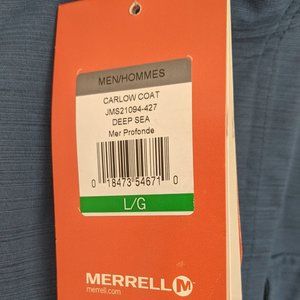 MEN/HOMMES
CARLOW COAT
JMS21094-427
DEEP SEA
Mer Profonde
0 18473 54671 0
L/G
MERRELL M
merrell.com